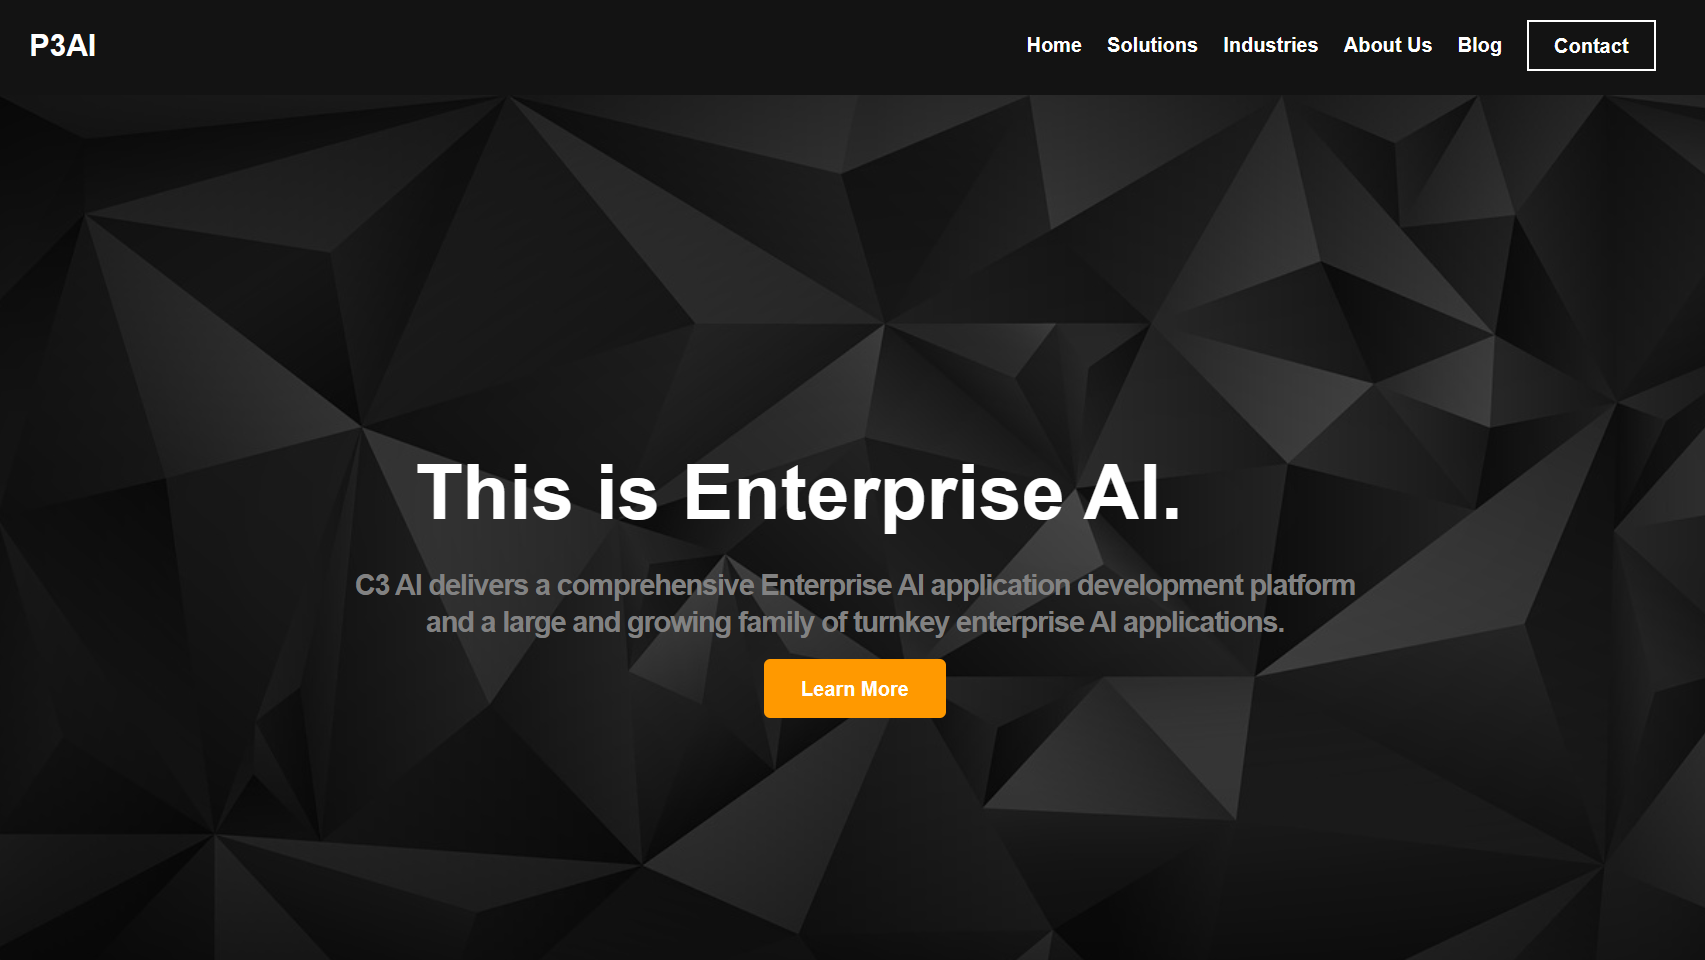 P3AI
Home
Solutions
Industries
About Us
Blog
Contact
This is Enterprise AI.
C3 AI delivers a comprehensive Enterprise AI application development platform
and a large and growing family of turnkey enterprise AI applications.
Learn More